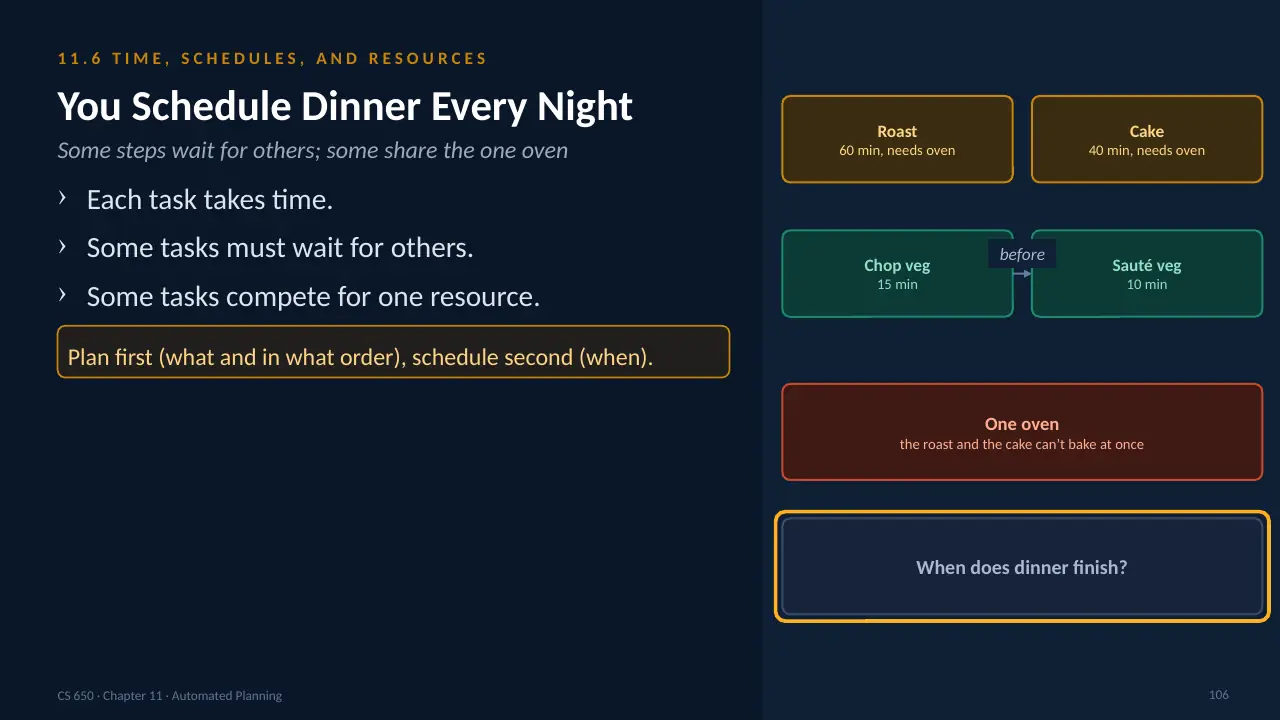 11.6 TIME, SCHEDULES, AND RESOURCES
You Schedule Dinner Every Night
Some steps wait for others; some share the one oven
› Each task takes time.
› Some tasks must wait for others.
› Some tasks compete for one resource.
Plan first (what and in what order), schedule second (when).
Roast
60 min, needs oven
Cake
40 min, needs oven
Chop veg
15 min
before
Sauté veg
10 min
One oven
the roast and the cake can't bake at once
When does dinner finish?
CS 650 · Chapter 11 · Automated Planning
106